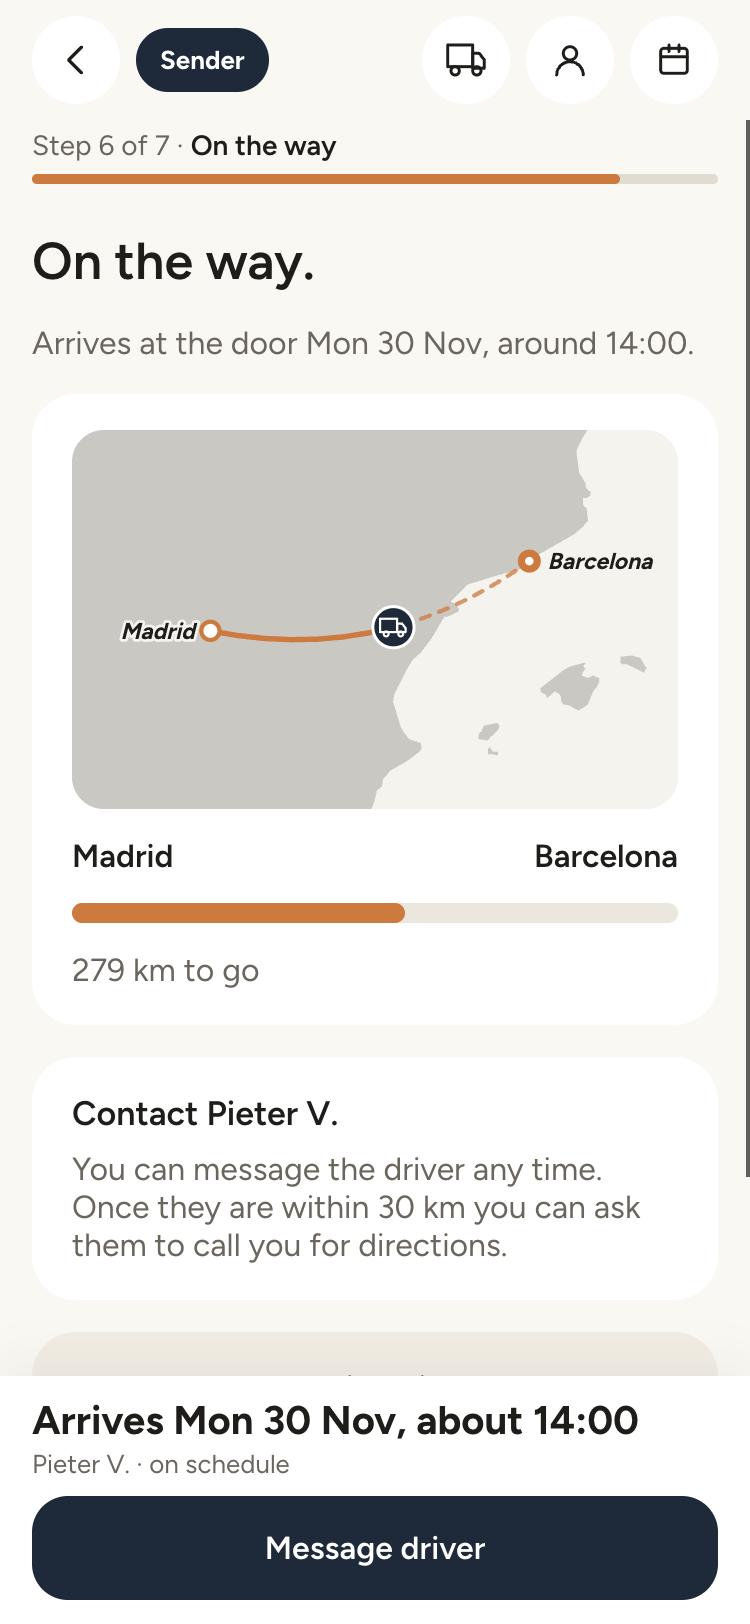 Sender
Step 6 of 7 · On the way
On the way.
Arrives at the door Mon 30 Nov, around 14:00.
Barcelona
Madrid
Madrid Barcelona
279 km to go
Contact Pieter V.
You can message the driver any time.
Once they are within 30 km you can ask
them to call you for directions.
Arrives Mon 30 Nov, about 14:00
Pieter V. · on schedule
Message driver